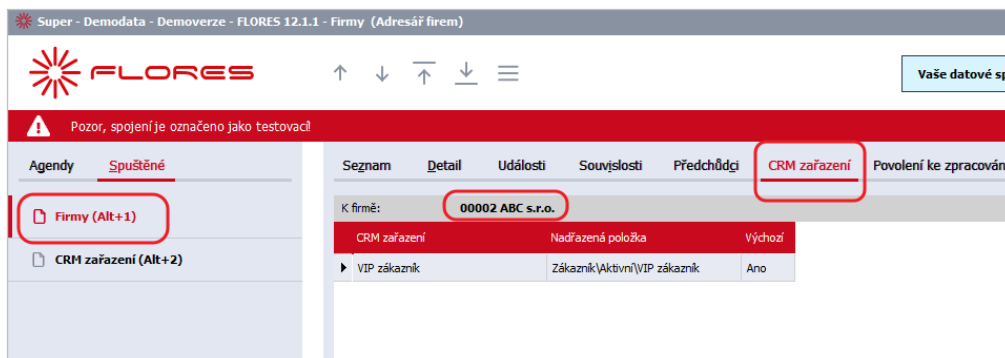 Super - Demodata - Demoverze - FLORES 12.1.1 - Firmy (Adresář firem)
FLORES
Vaše datové
Pozor, spojení je označeno jako testovací!
Agendy Spuštěné
Seznam Detail Události Souvislosti Předchůdci CRM zařazení Povolení ke
Firmy (Alt+1)
K firmě: 00002 ABC s.r.o.
CRM zařazení Nadřazená položka Výchozí
CRM zařazení (Alt+2)
VIP zákazník Zákazník\Aktivní\VIP zákazník Ano